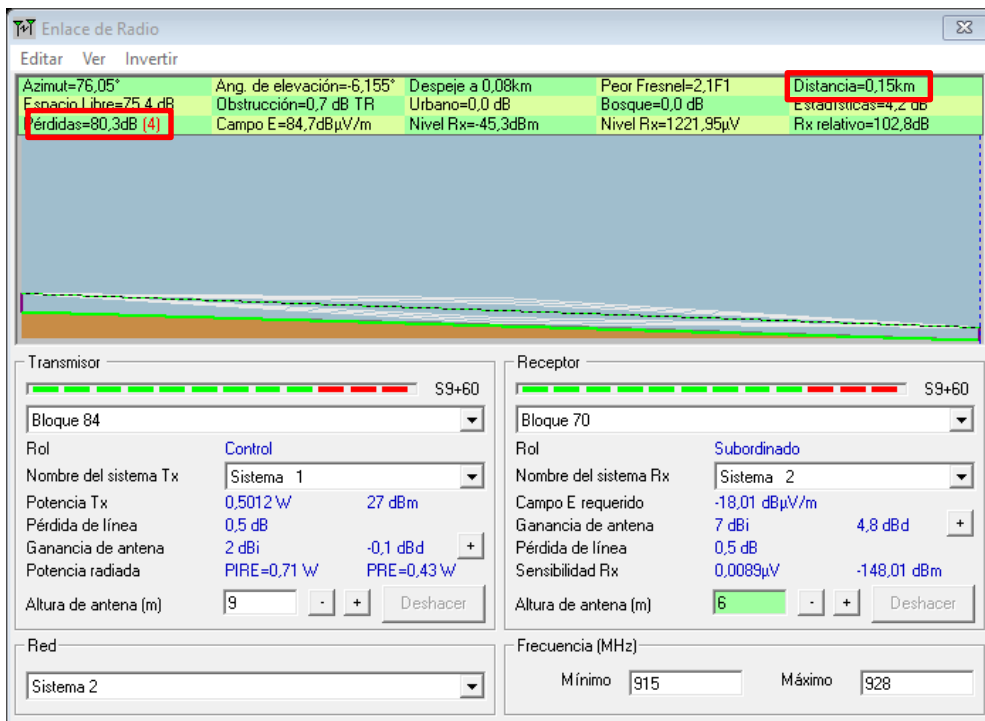 Enlace de Radio
Editar Ver Invertir
Azimut=76,05° Ang. de elevación=-6,155° Despeje a 0,08km Peor Fresnel=2,1F1 Distancia=0,15km
Espacio Libre=75,4 dB Obstrucción=0,7 dB TR Urbano=0,0 dB Bosque=0,0 dB Estadísticas=4,2 dB
Pérdidas=80,3dB (4) Campo E=84,7dBµV/m Nivel Rx=-45,3dBm Nivel Rx=1221,95µV Rx relativo=102,8dB
Transmisor
S9+60
Bloque 84
Rol Control
Nombre del sistema Tx Sistema 1
Potencia Tx 0,5012 W 27 dBm
Pérdida de línea 0,5 dB
Ganancia de antena 2 dBi -0,1 dBd +
Potencia radiada PIRE=0,71 W PRE=0,43 W
Altura de antena (m) 9 - + Deshacer
Receptor
S9+60
Bloque 70
Rol Subordinado
Nombre del sistema Rx Sistema 2
Campo E requerido -18,01 dBµV/m
Ganancia de antena 7 dBi 4,8 dBd +
Pérdida de línea 0,5 dB
Sensibilidad Rx 0,0089µV -148,01 dBm
Altura de antena (m) 6 - + Deshacer
Red
Sistema 2
Frecuencia (MHz)
Mínimo 915 Máximo 928